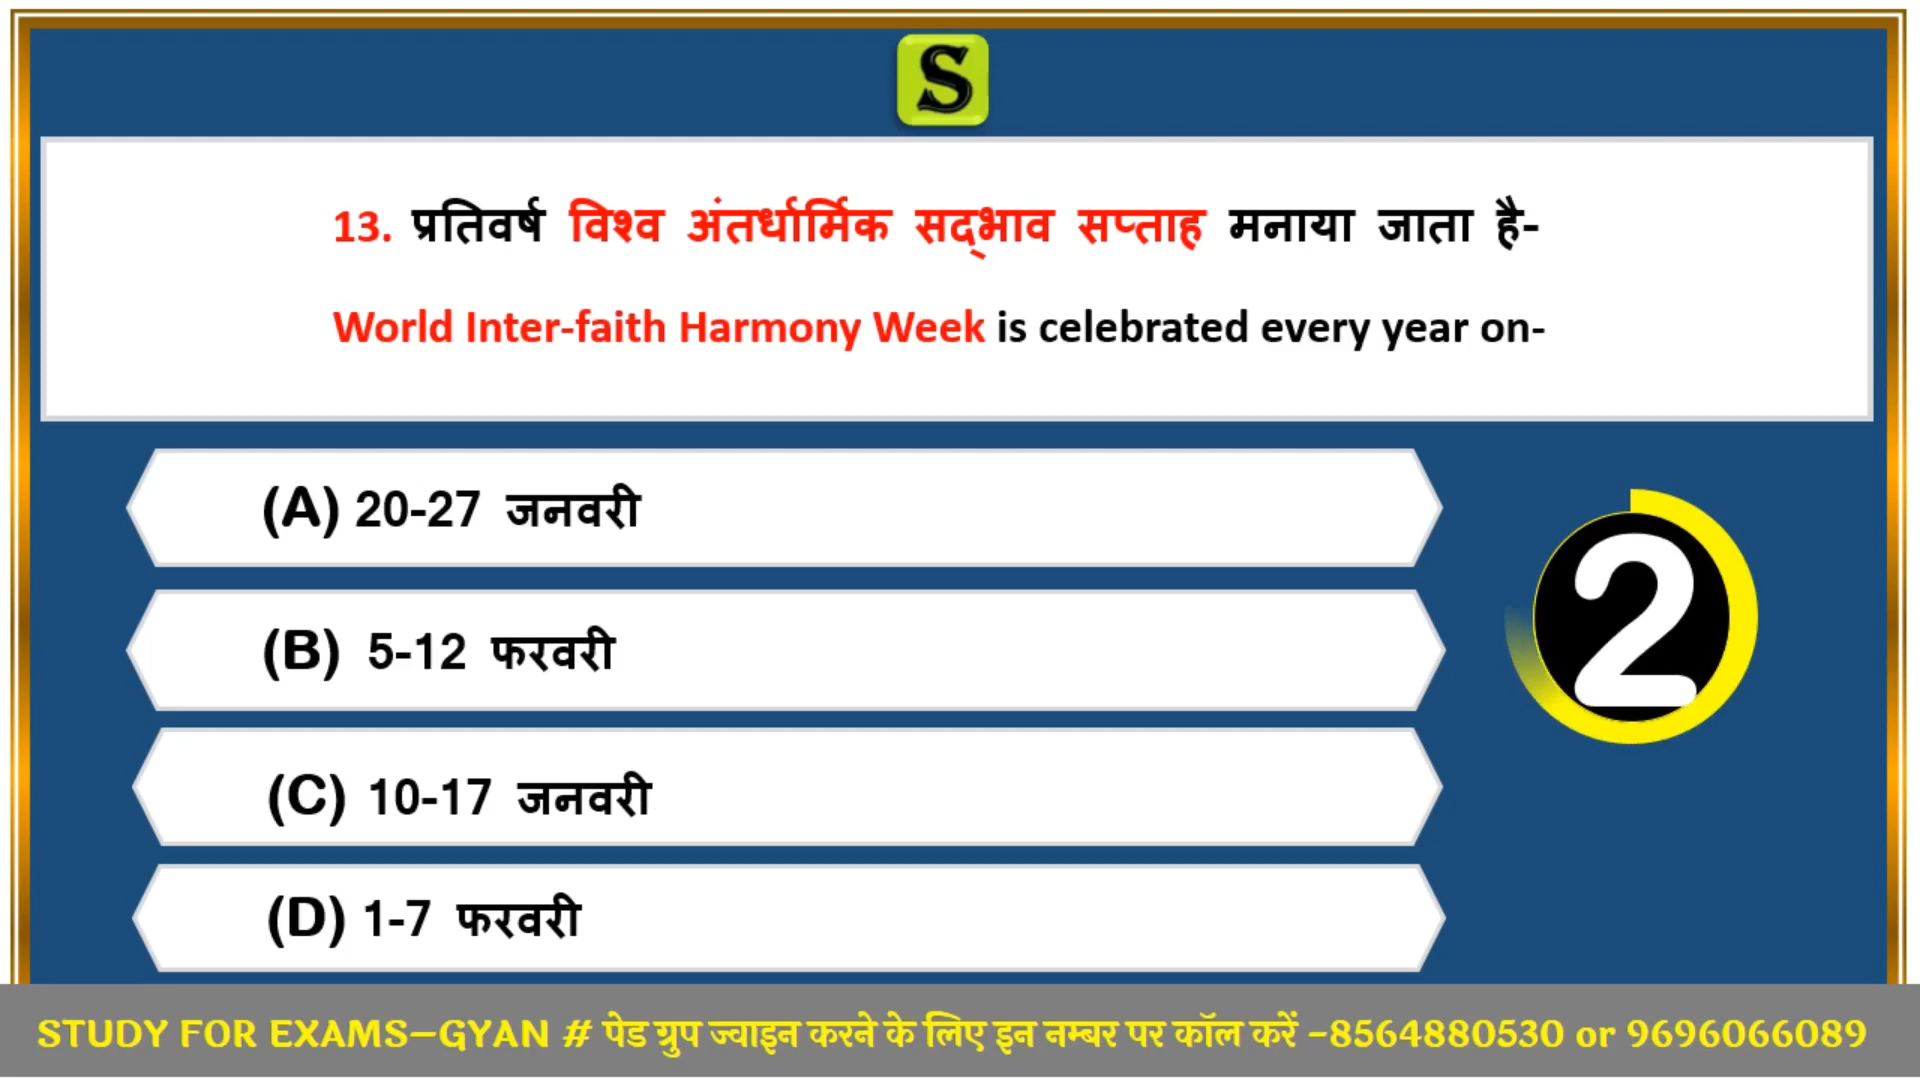 S
13. प्रतिवर्ष विश्व अंतर्धार्मिक सद्‌भाव सप्ताह मनाया जाता है-
World Inter-faith Harmony Week is celebrated every year on-
(A) 20-27 जनवरी
(B) 5-12 फरवरी
2
(C) 10-17 जनवरी
(D) 1-7 फरवरी
STUDY FOR EXAMS–GYAN # पेड ग्रुप ज्वाइन करने के लिए इन नम्बर पर कॉल करें -8564880530 or 9696066089